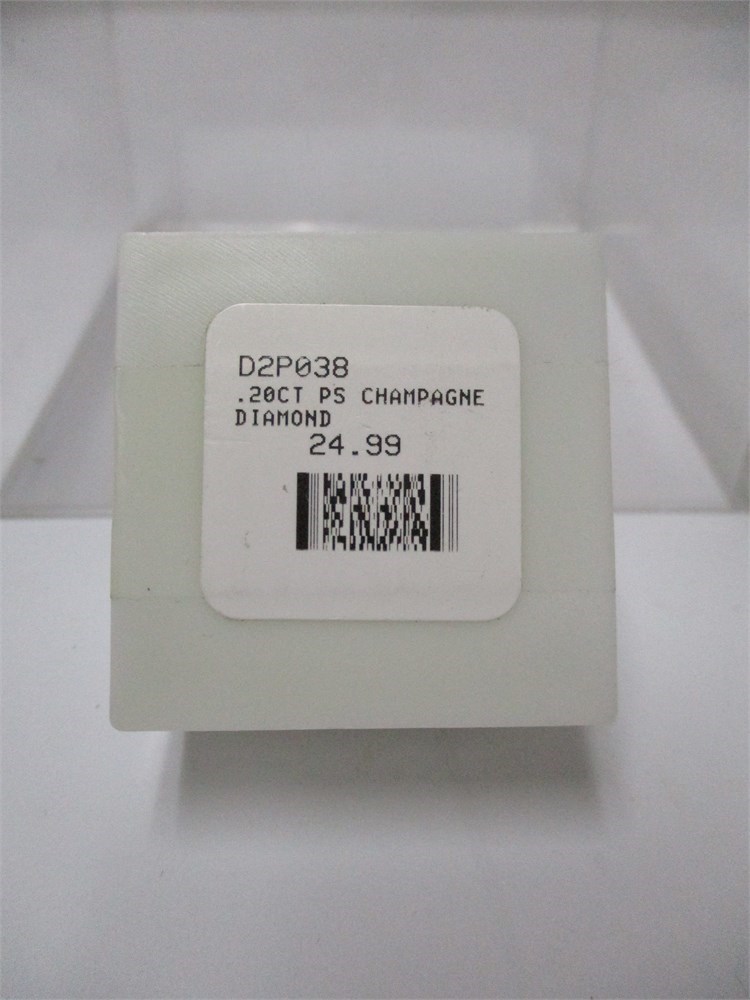 D2P038
.20CT PS CHAMPAGNE
DIAMOND
24.99